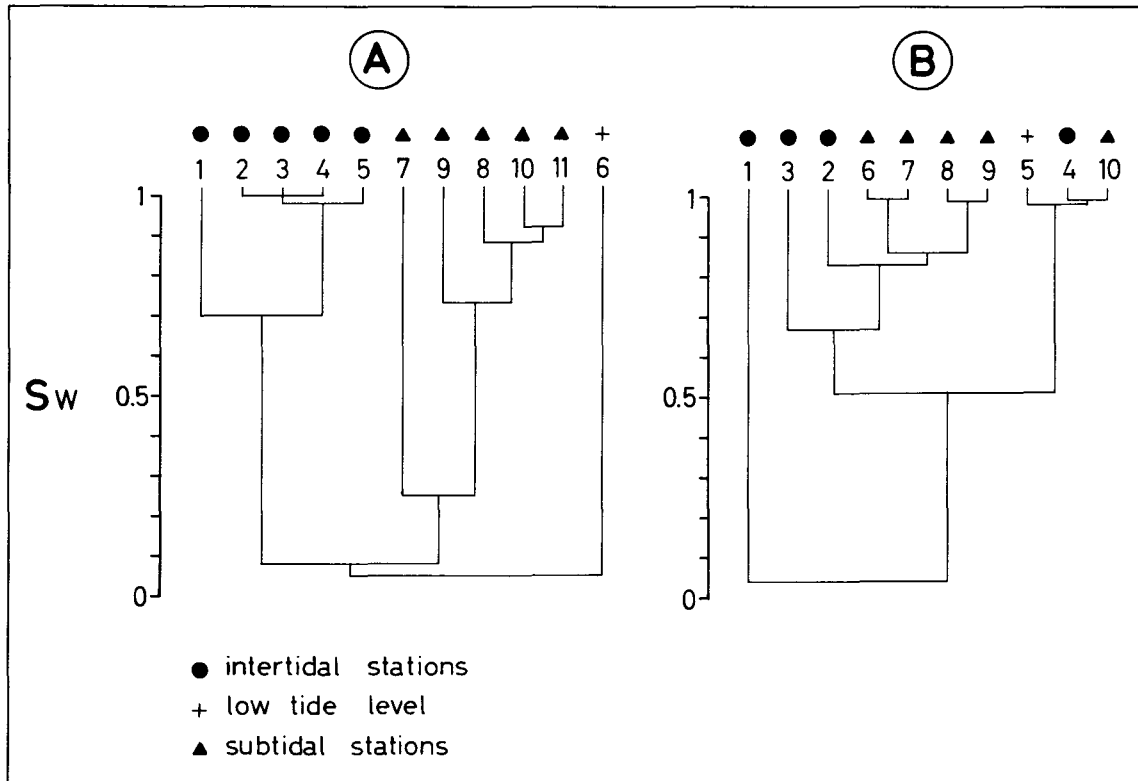 A B
1 2 3 4 5 7 9 8 10 11 6 1 3 2 6 7 8 9 5 4 10
1 1
Sw 0.5 0.5
0 0
intertidal stations
+ low tide level
subtidal stations